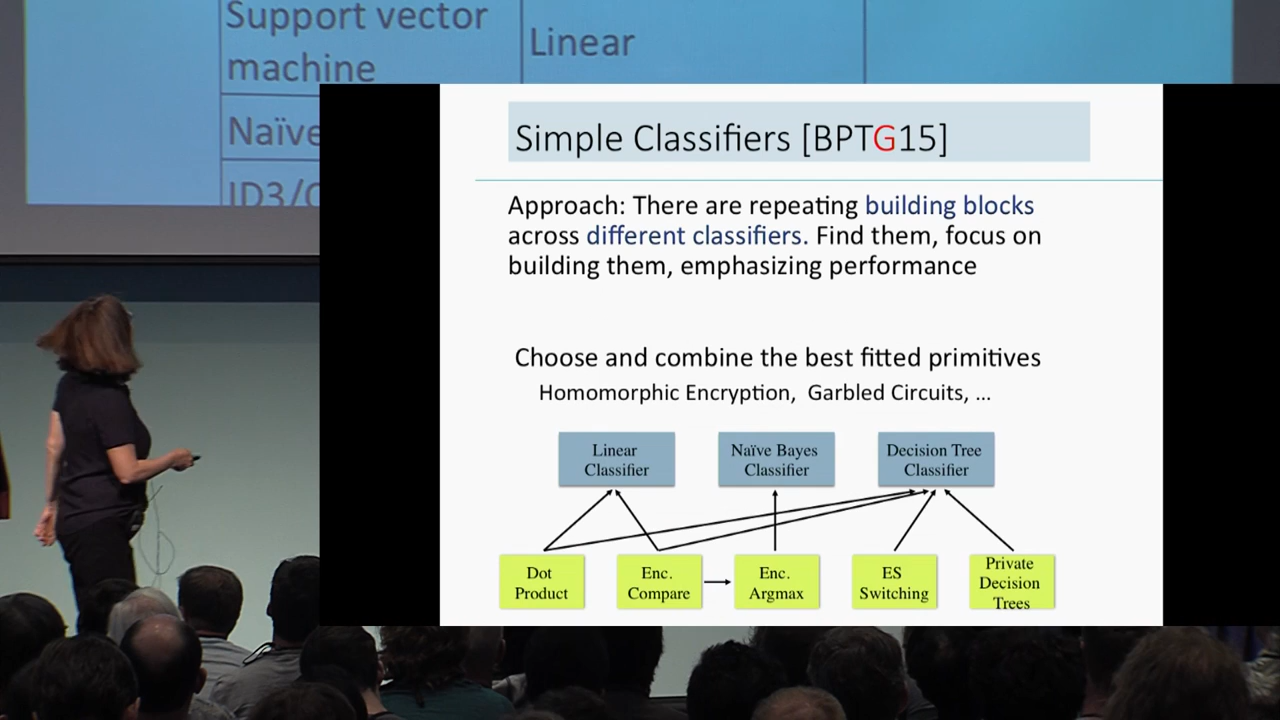 Support vector
machine
Linear
Naïve
ID3/C
Simple Classifiers [BPTG15]
Approach: There are repeating building blocks
across different classifiers. Find them, focus on
building them, emphasizing performance
Choose and combine the best fitted primitives
Homomorphic Encryption, Garbled Circuits, ...
Linear
Classifier
Naïve Bayes
Classifier
Decision Tree
Classifier
Dot
Product
Enc.
Compare
Enc.
Argmax
ES
Switching
Private
Decision
Trees